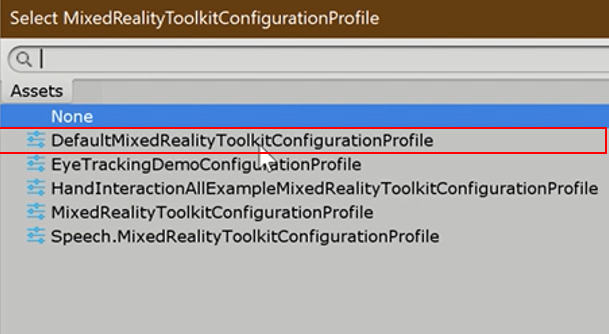 Select MixedRealityToolkitConfigurationProfile
Assets
None
DefaultMixedRealityToolkitConfigurationProfile
EyeTrackingDemoConfigurationProfile
HandInteractionAllExampleMixedRealityToolkitConfigurationProfile
MixedRealityToolkitConfigurationProfile
Speech.MixedRealityToolkitConfigurationProfile